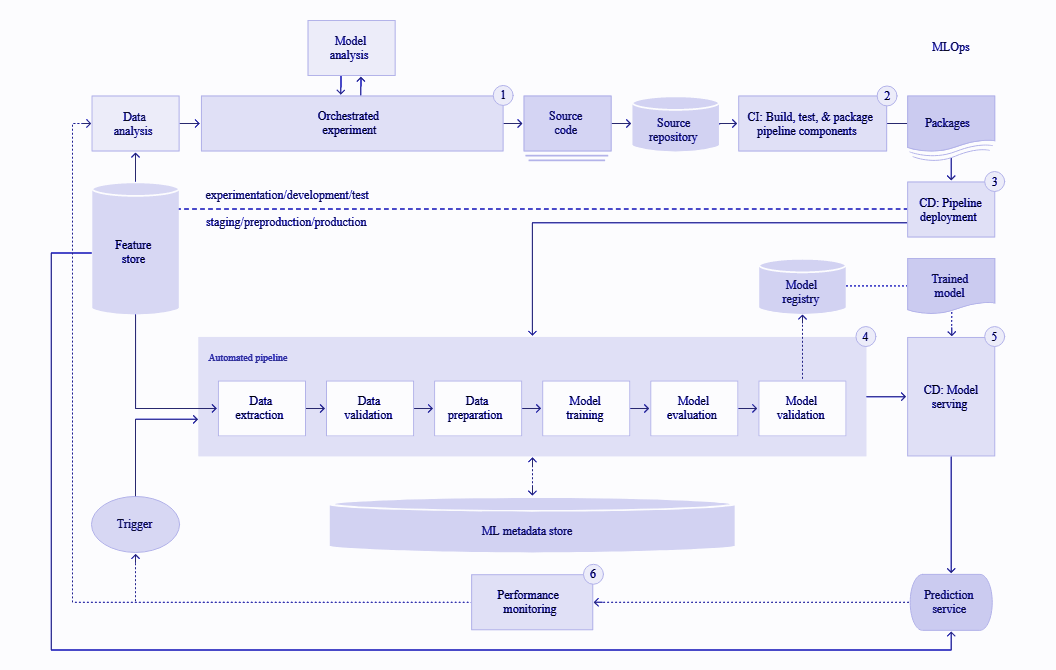 Model
analysis
MLOps
1
2
Data
analysis
Orchestrated
experiment
Source
code
Source
repository
CI: Build, test, & package
pipeline components
Packages
3
experimentation/development/test
staging/preproduction/production
CD: Pipeline
deployment
Feature
store
Model
registry
Trained
model
4
5
Automated pipeline
Data
extraction
Data
validation
Data
preparation
Model
training
Model
evaluation
Model
validation
CD: Model
serving
Trigger
ML metadata store
6
Performance
monitoring
Prediction
service